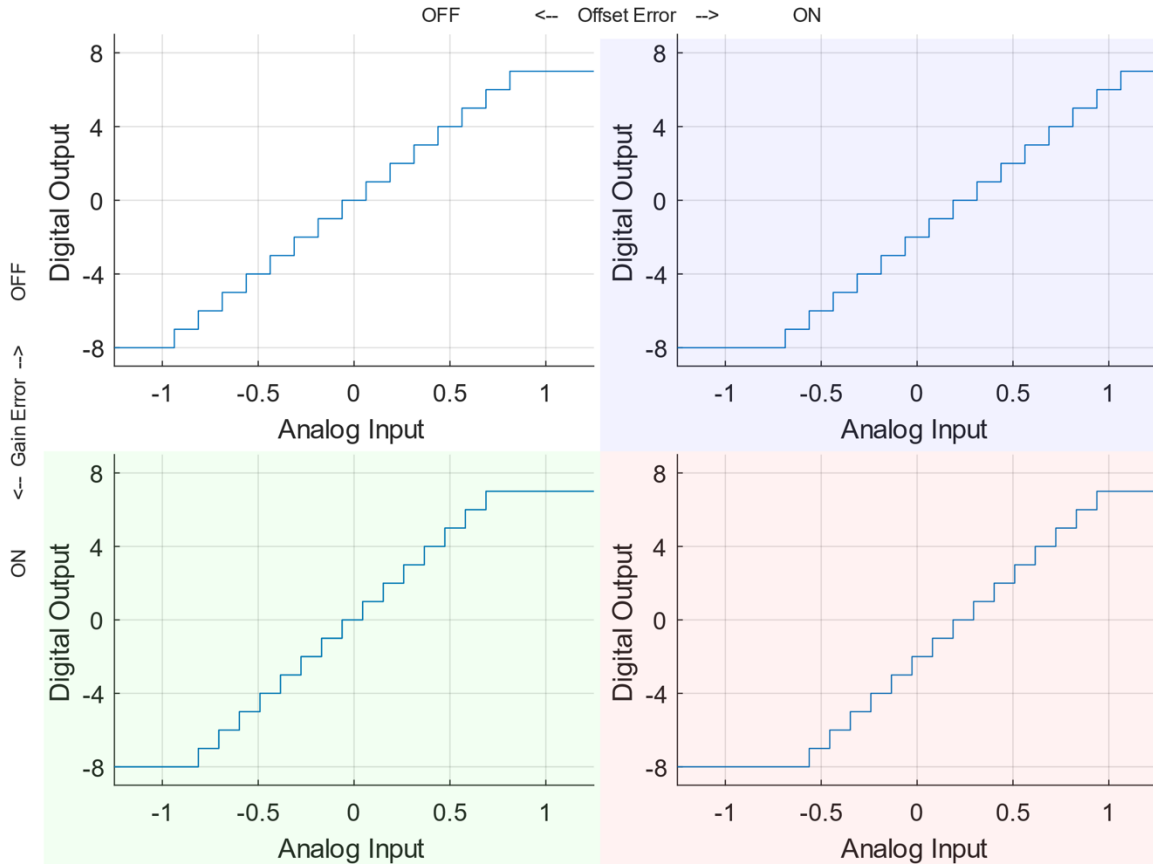 OFF <-- Offset Error --> ON
8
4
0
-4
-8
Digital Output
-1 -0.5 0 0.5 1
Analog Input
8
4
0
-4
-8
Digital Output
-1 -0.5 0 0.5 1
Analog Input
ON <-- Gain Error --> OFF
8
4
0
-4
-8
Digital Output
-1 -0.5 0 0.5 1
Analog Input
8
4
0
-4
-8
Digital Output
-1 -0.5 0 0.5 1
Analog Input